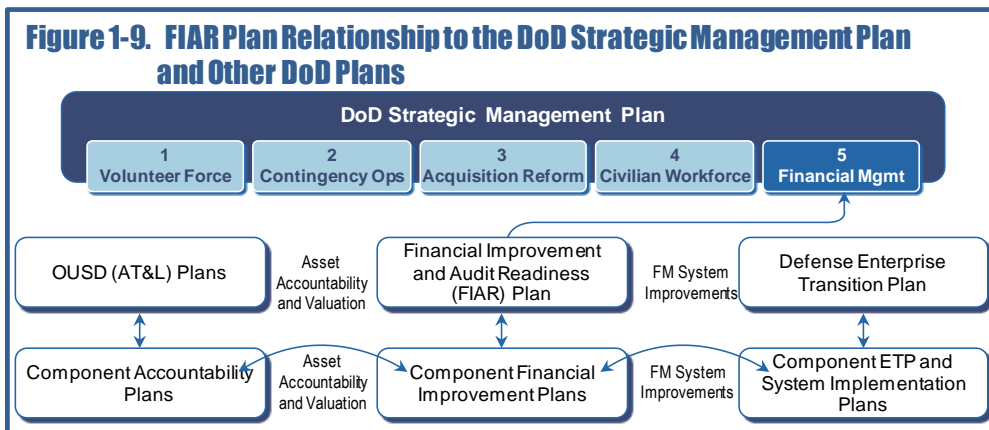 Figure 1-9. FIAR Plan Relationship to the DoD Strategic Management Plan
and Other DoD Plans
DoD Strategic Management Plan
1
Volunteer Force
2
Contingency Ops
3
Acquisition Reform
4
Civilian Workforce
5
Financial Mgmt
OUSD (AT&L) Plans
Asset
Accountability
and Valuation
Financial Improvement
and Audit Readiness
(FIAR) Plan
FM System
Improvements
Defense Enterprise
Transition Plan
Component Accountability
Plans
Asset
Accountability
and Valuation
Component Financial
Improvement Plans
FM System
Improvements
Component ETP and
System Implementation
Plans